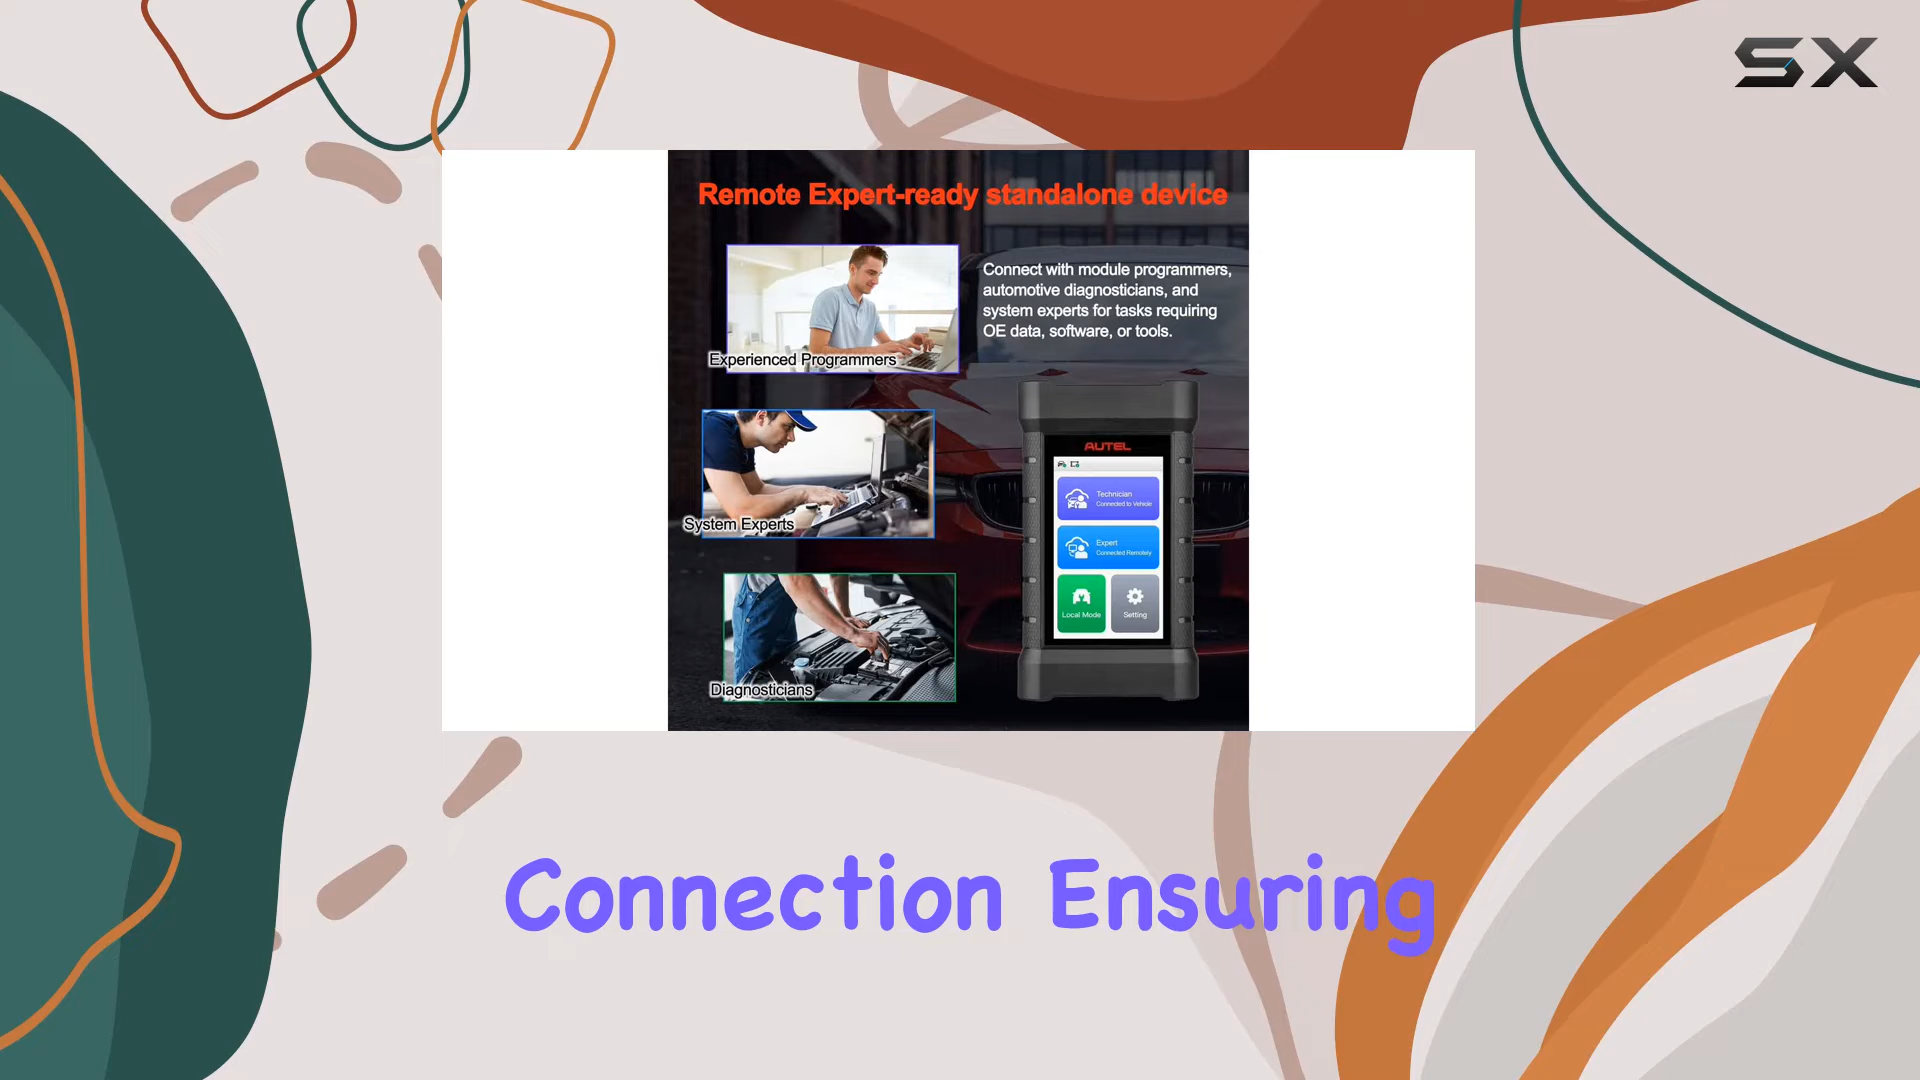 SX
Remote Expert-ready standalone device
Connect with module programmers,
automotive diagnosticians, and
system experts for tasks requiring
OE data, software, or tools.
Experienced Programmers
System Experts
Diagnosticians
AUTEL
Technician
Connected to Vehicle
Expert
Connected Remotely
Local Mode
Setting
Connection Ensuring